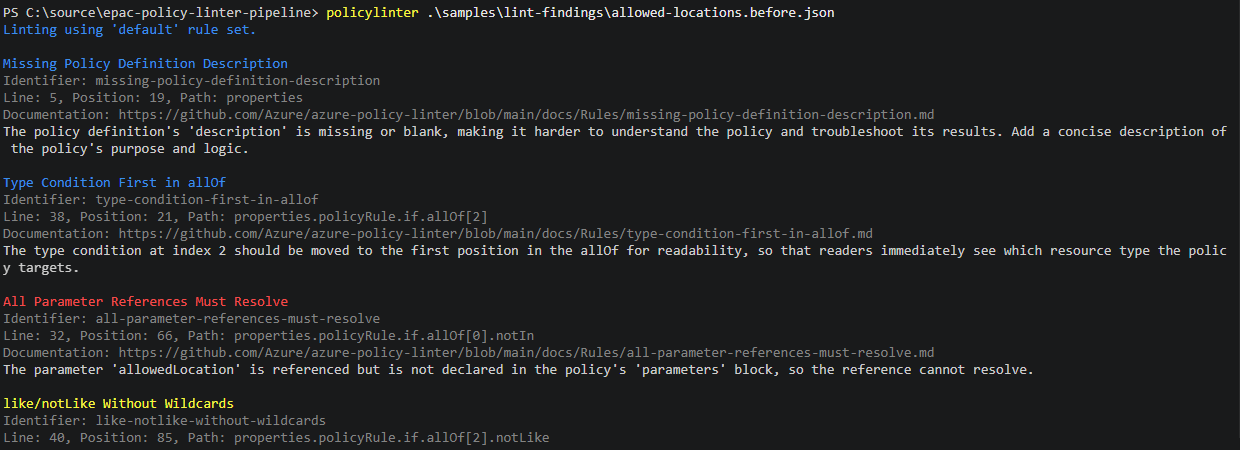 PS C:\source\epac-policy-linter-pipeline> policylinter .\samples\lint-findings\allowed-locations.before.json
Linting using 'default' rule set.
Missing Policy Definition Description
Identifier: missing-policy-definition-description
Line: 5, Position: 19, Path: properties
Documentation: https://github.com/Azure/azure-policy-linter/blob/main/docs/Rules/missing-policy-definition-description.md
The policy definition's 'description' is missing or blank, making it harder to understand the policy and troubleshoot its results. Add a concise description of
 the policy's purpose and logic.
Type Condition First in allOf
Identifier: type-condition-first-in-allof
Line: 38, Position: 21, Path: properties.policyRule.if.allOf[2]
Documentation: https://github.com/Azure/azure-policy-linter/blob/main/docs/Rules/type-condition-first-in-allof.md
The type condition at index 2 should be moved to the first position in the allOf for readability, so that readers immediately see which resource type the polic
y targets.
All Parameter References Must Resolve
Identifier: all-parameter-references-must-resolve
Line: 32, Position: 66, Path: properties.policyRule.if.allOf[0].notIn
Documentation: https://github.com/Azure/azure-policy-linter/blob/main/docs/Rules/all-parameter-references-must-resolve.md
The parameter 'allowedLocation' is referenced but is not declared in the policy's 'parameters' block, so the reference cannot resolve.
like/notLike Without Wildcards
Identifier: like-notlike-without-wildcards
Line: 40, Position: 85, Path: properties.policyRule.if.allOf[2].notLike